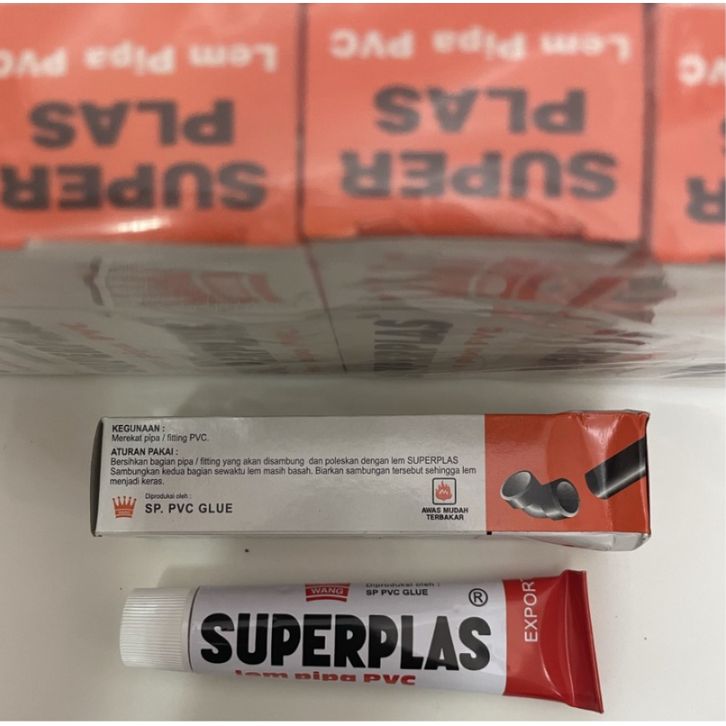 Lem Pipa PVC
SUPER
PLAS
Lem Pipa PVC
SUPER
PLAS
KEGUNAAN :
Merekat pipa / fitting PVC.
ATURAN PAKAI :
Bersihkan bagian pipa / fitting yang akan disambung dan poleskan dengan lem SUPERPLAS
Sambungkan kedua bagian sewaktu lem masih basah. Biarkan sambungan tersebut sehingga lem
menjadi keras.
Diproduksi oleh :
SP. PVC GLUE
AWAS MUDAH
TERBAKAR
WANG
Diproduksi oleh :
SP PVC GLUE
®
SUPERPLAS
lem pipa PVC
EXPORT